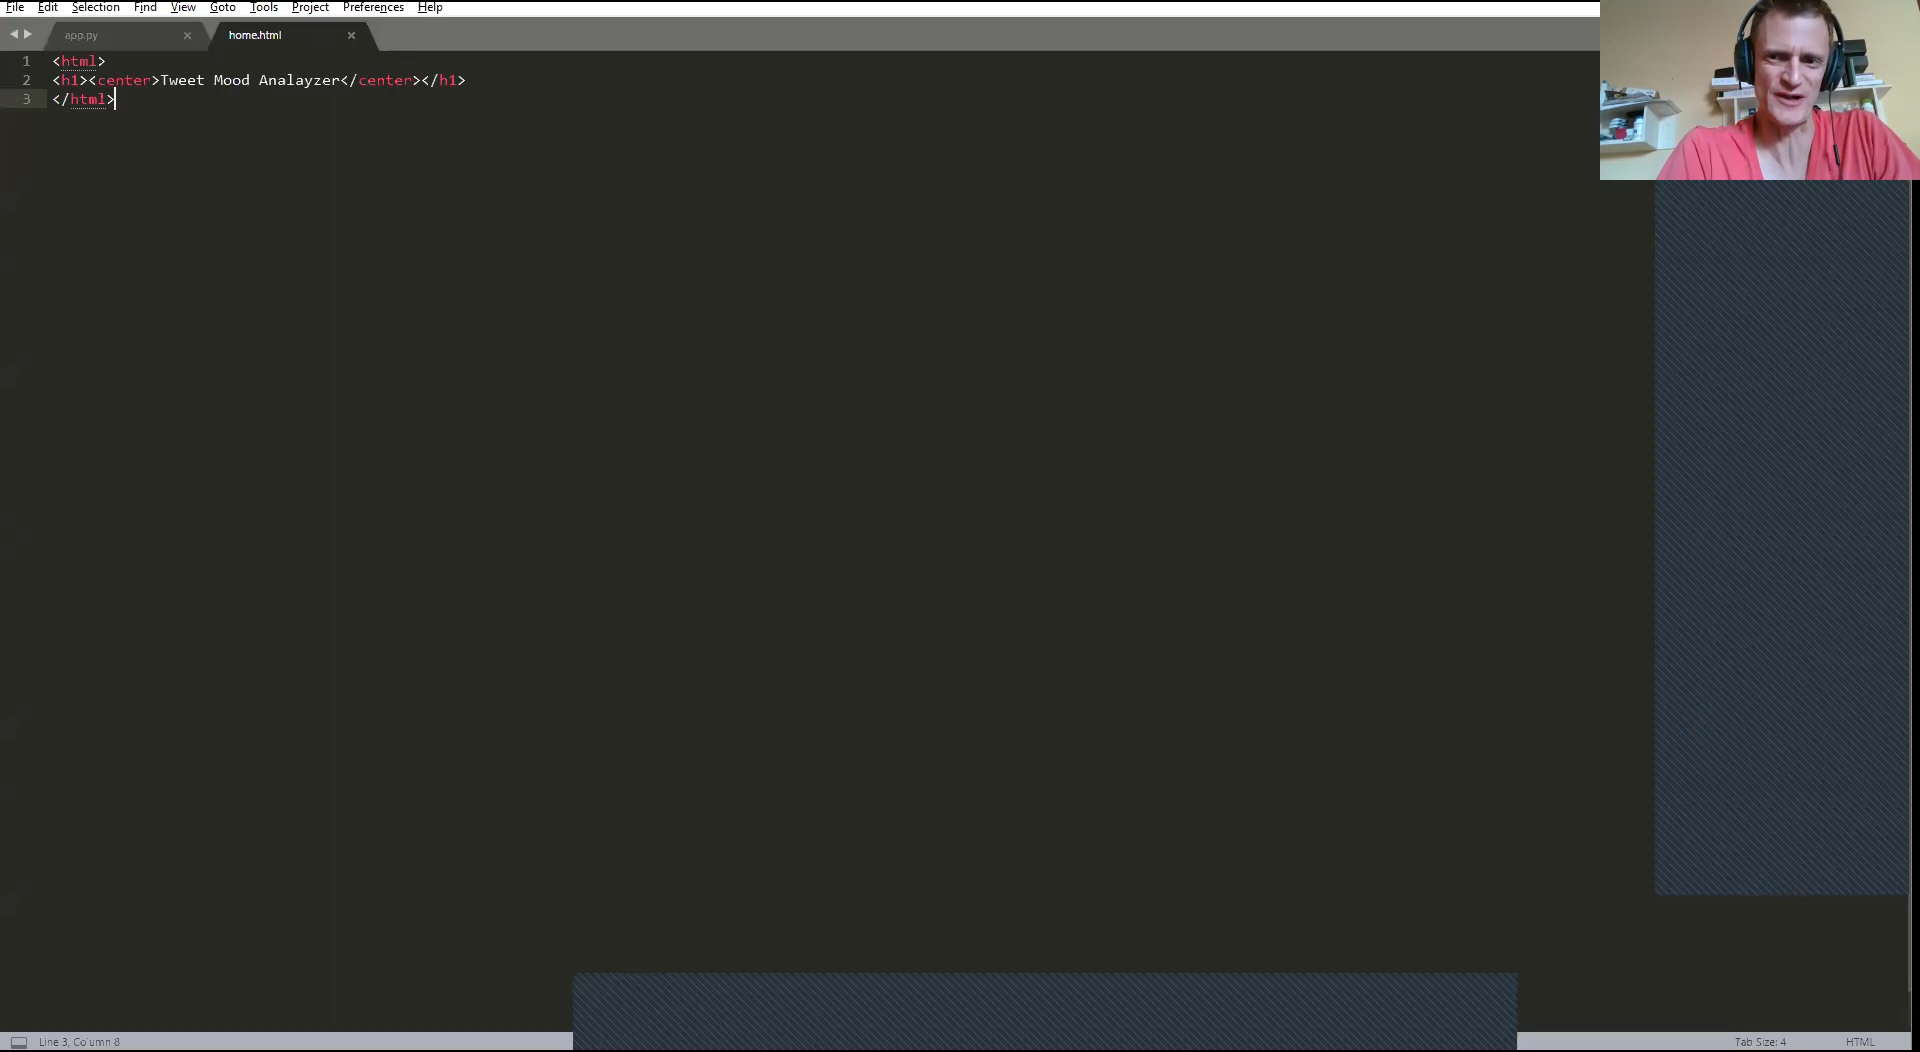 File Edit Selection Find View Goto Tools Project Preferences Help
app.py × home.html ×
1 <html>
2 <h1><center>Tweet Mood Analayzer</center></h1>
3 </html>
Line 3, Column 8 Tab Size: 4 HTML